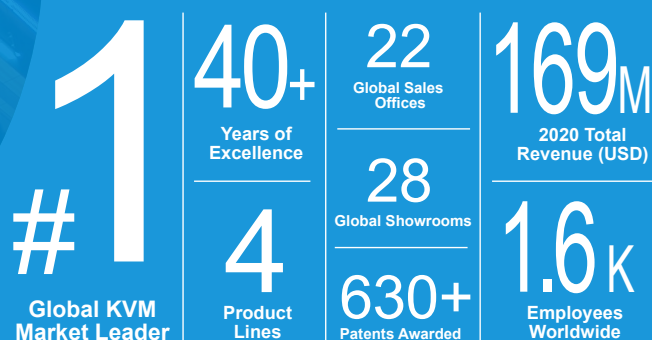 #1
Global KVM
Market Leader
40+
Years of
Excellence
4
Product
Lines
22
Global Sales
Offices
28
Global Showrooms
630+
Patents Awarded
169M
2020 Total
Revenue (USD)
1.6 K
Employees
Worldwide